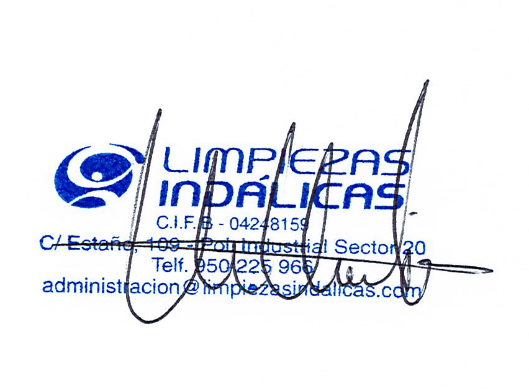 LIMPIEZAS
INDÁLICAS
C.I.F. B - 04248159
C/ Estaño, 109 - Pol. Industrial Sector 20
Telf. 950 225 966
administracion@limpiezasindalicas.com